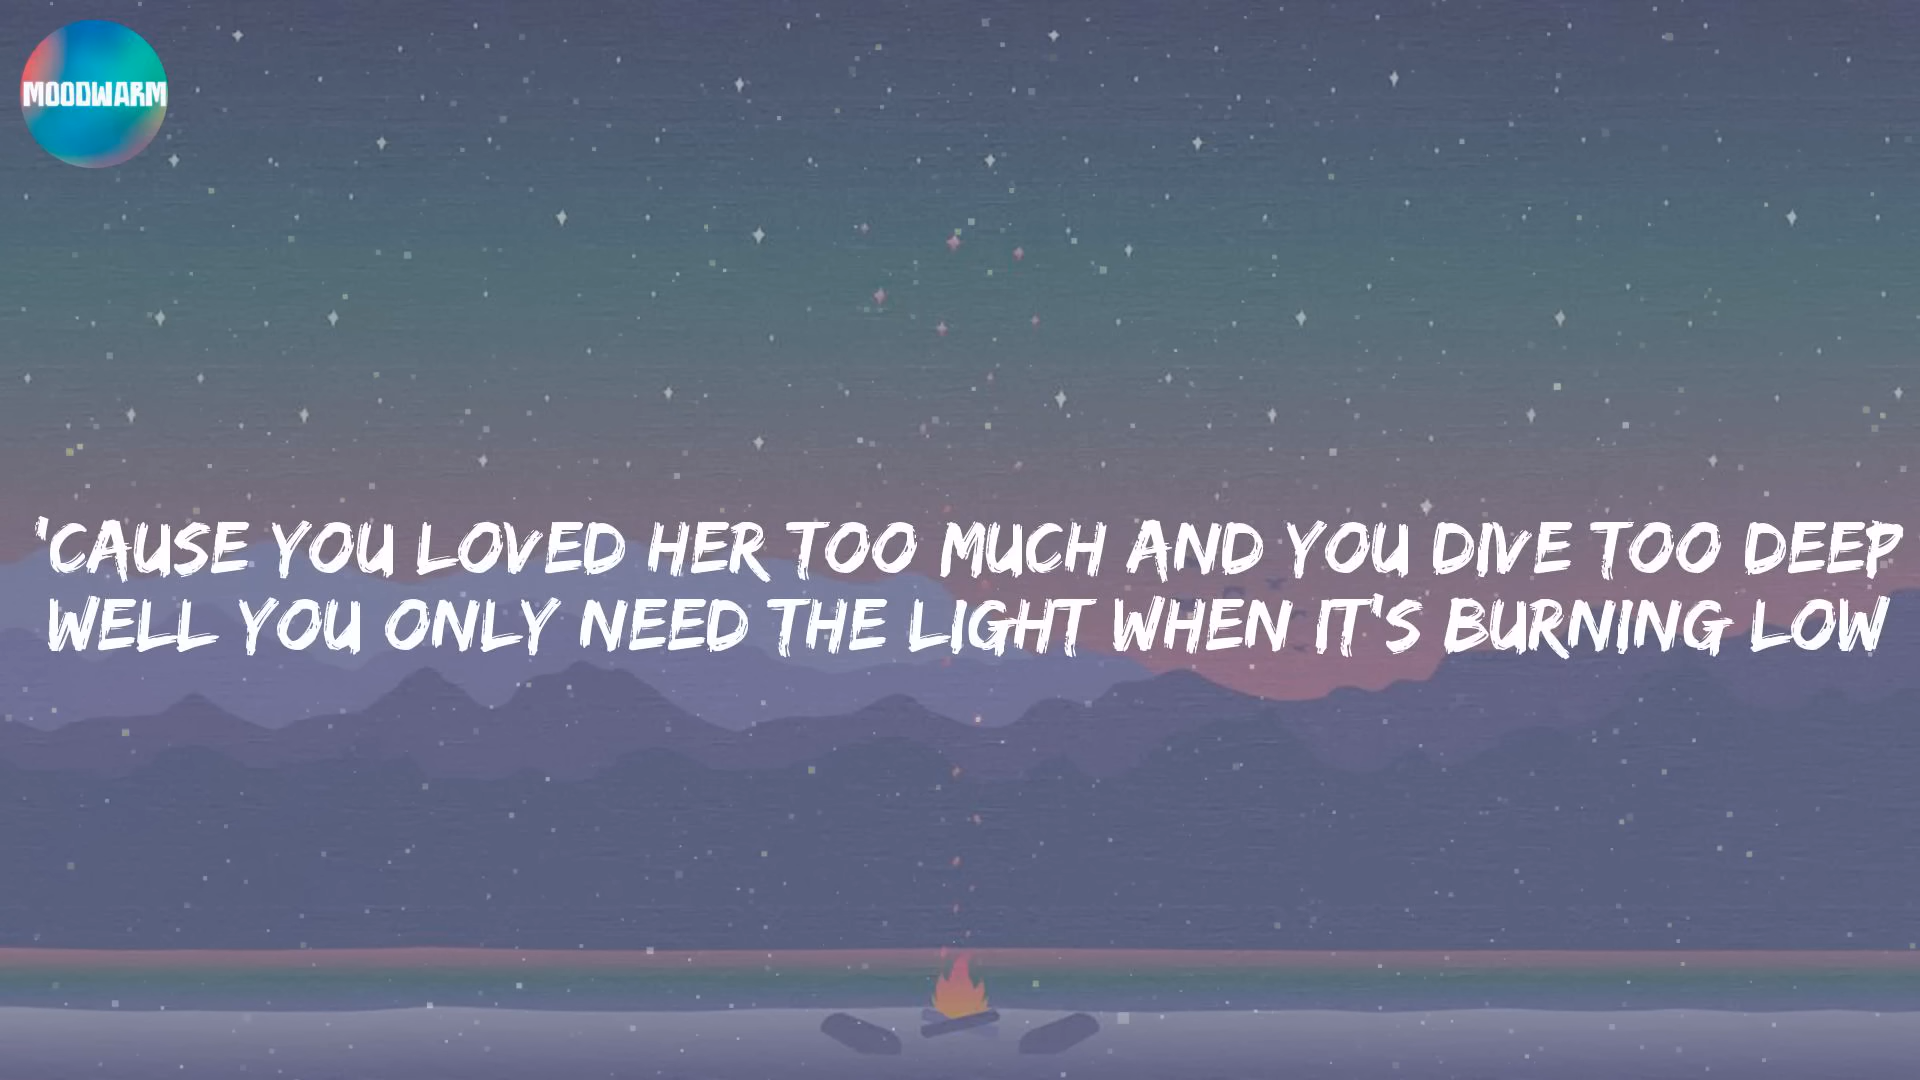 MOODWARM
'CAUSE YOU LOVED HER TOO MUCH AND YOU DIVE TOO DEEP
WELL YOU ONLY NEED THE LIGHT WHEN IT'S BURNING LOW